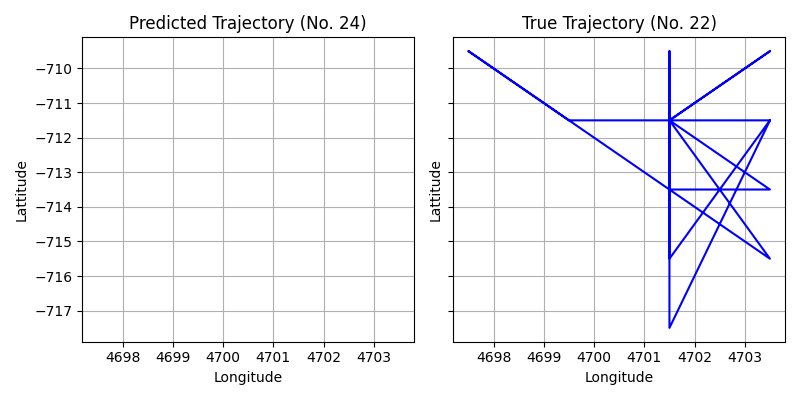 Predicted Trajectory (No. 24)
True Trajectory (No. 22)
Lattitude
−710
−711
−712
−713
−714
−715
−716
−717
4698 4699 4700 4701 4702 4703
Longitude
Lattitude
4698 4699 4700 4701 4702 4703
Longitude